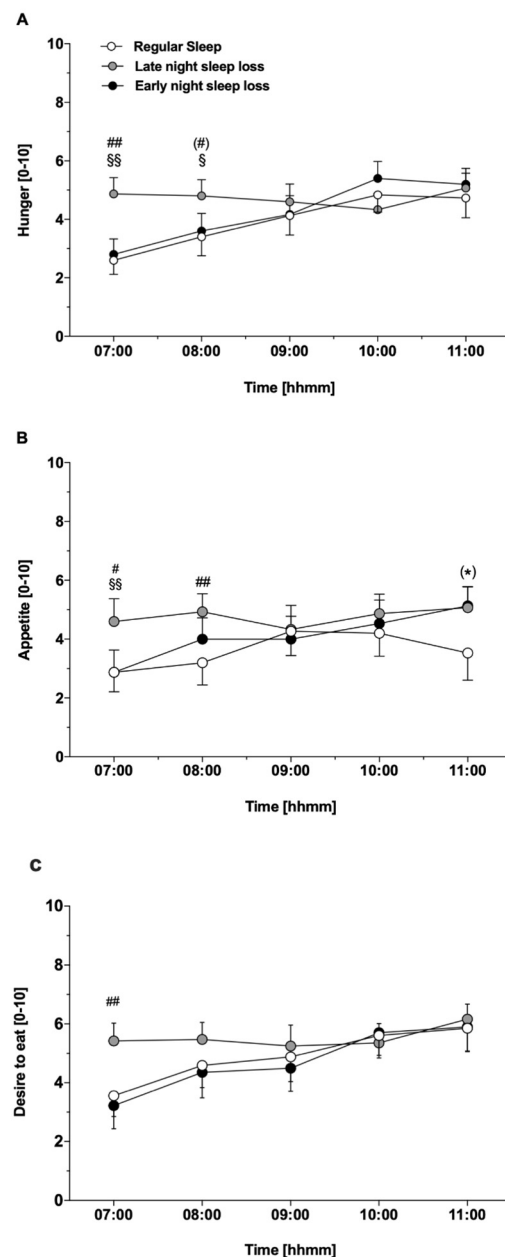 A
Regular Sleep
Late night sleep loss
Early night sleep loss
##
§§
(#)
§
Hunger [0-10]
10
8
6
4
2
0
07:00 08:00 09:00 10:00 11:00
Time [hhmm]
B
#
§§
##
(*)
Appetite [0-10]
10
8
6
4
2
0
07:00 08:00 09:00 10:00 11:00
Time [hhmm]
C
##
Desire to eat [0-10]
10
8
6
4
2
0
07:00 08:00 09:00 10:00 11:00
Time [hhmm]